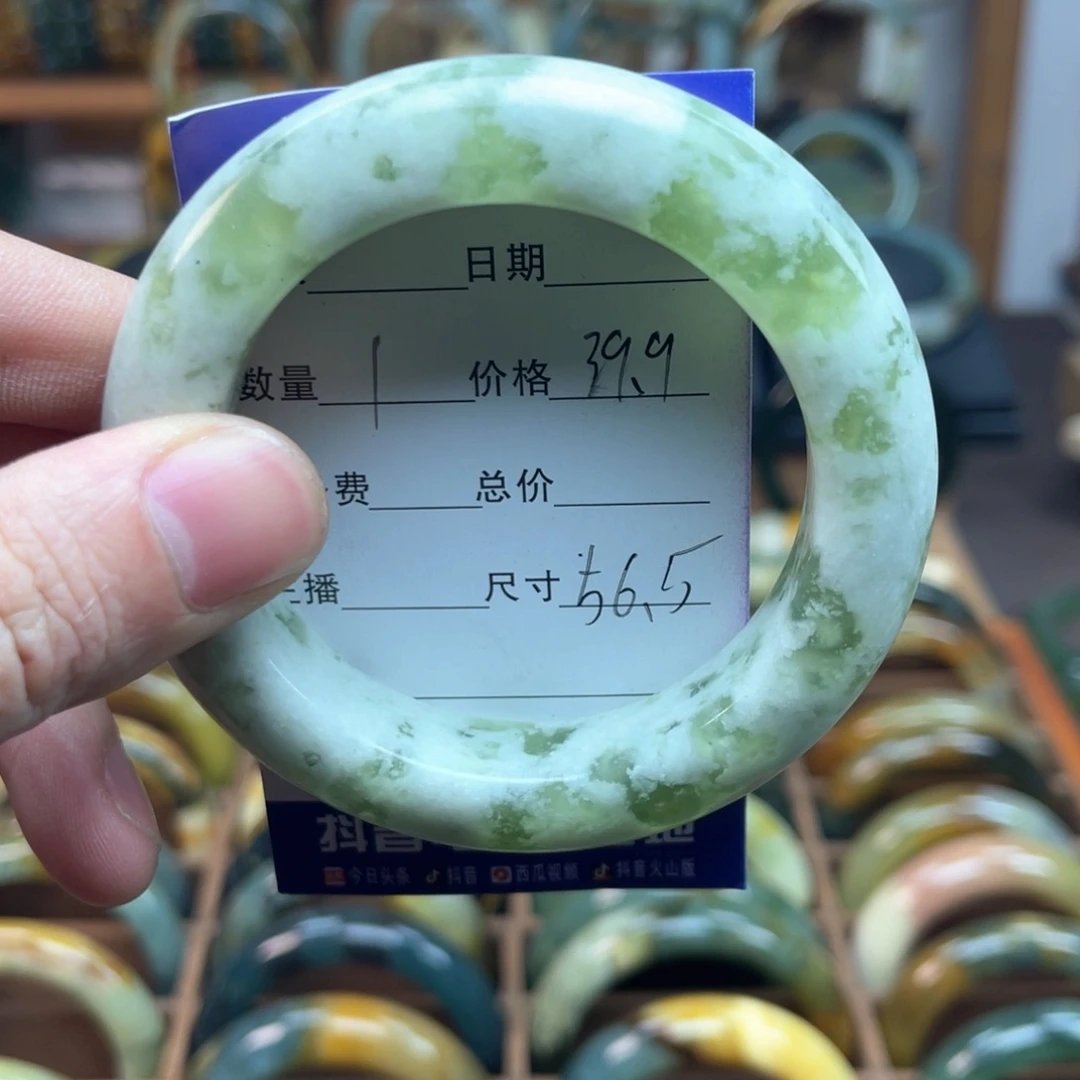 日期
数量 1 价格 39.9
费 总价
播 尺寸 56.5
抖音
今日头条 抖音 西瓜视频 抖音火山版